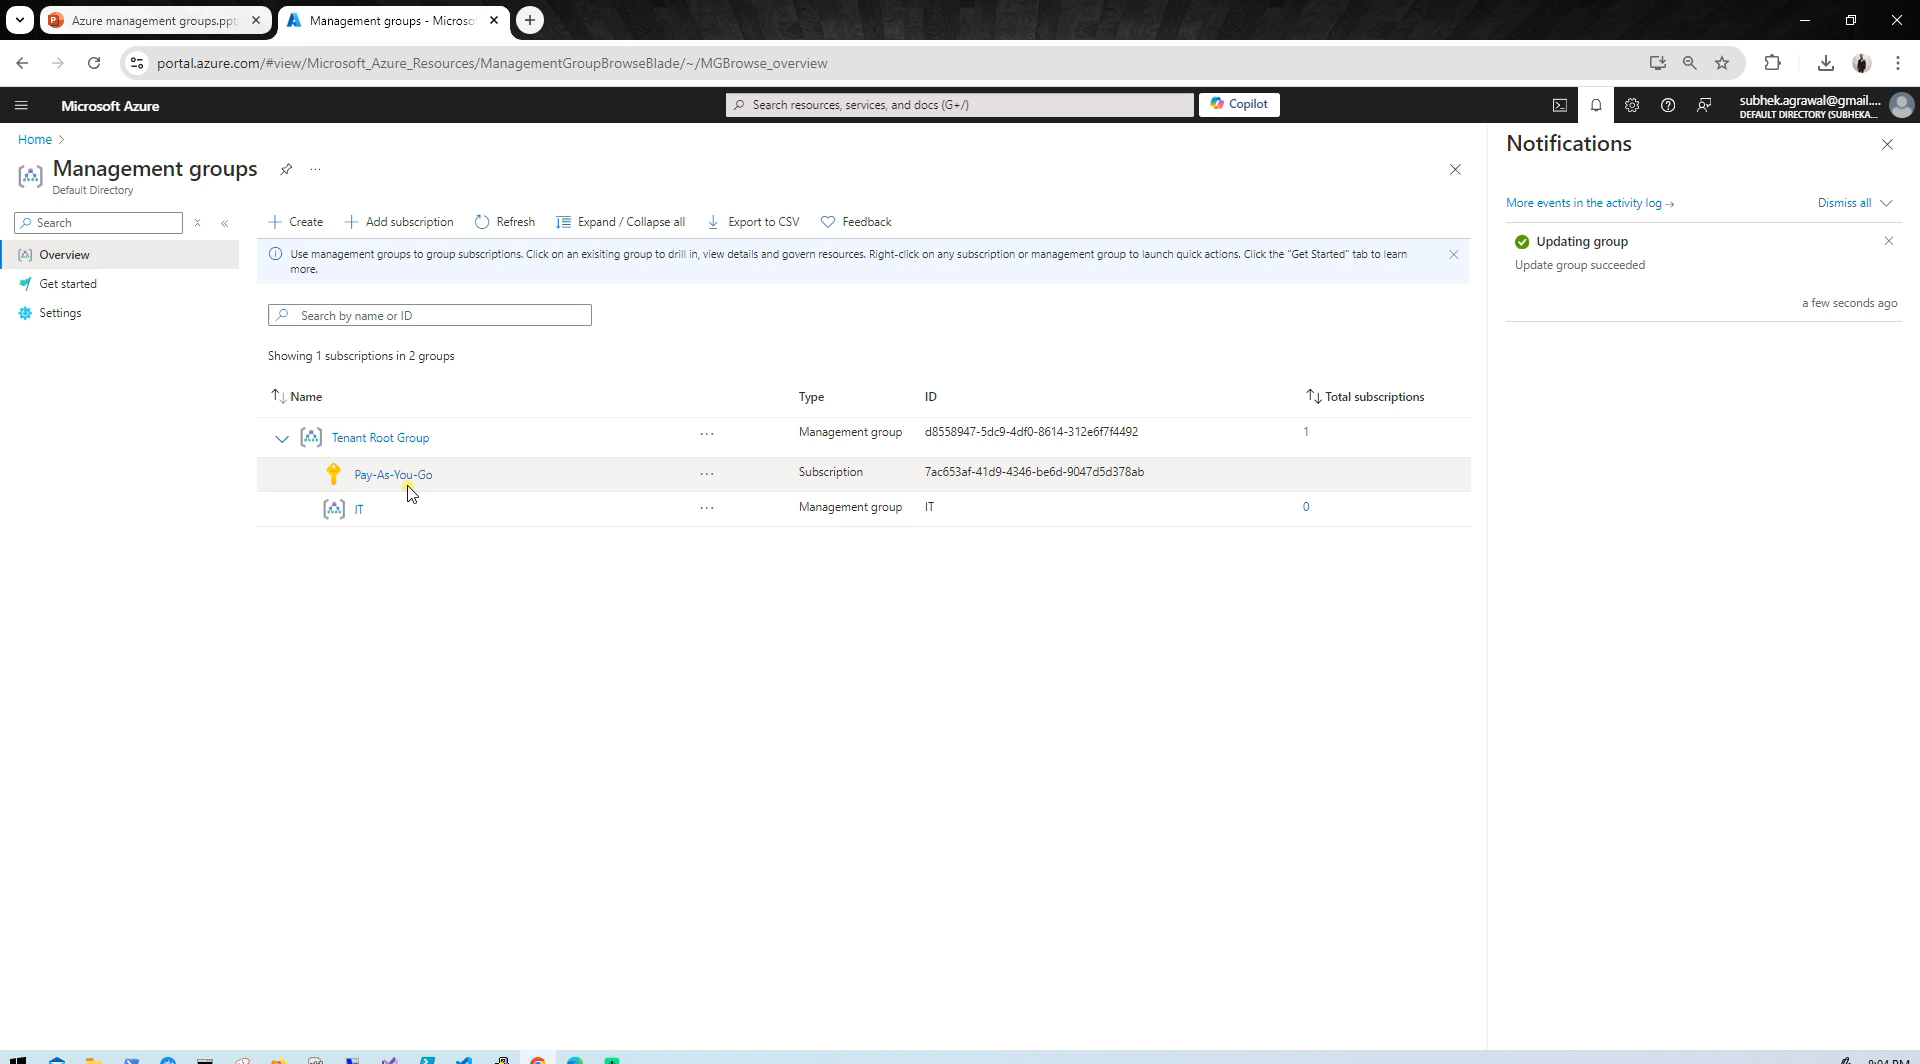 Azure management groups.ppt
Management groups - Microso
portal.azure.com/#view/Microsoft_Azure_Resources/ManagementGroupBrowseBlade/~/MGBrowse_overview
Microsoft Azure
Search resources, services, and docs (G+/)
Copilot
subhek.agrawal@gmail....
DEFAULT DIRECTORY (SUBHEKA...
Home
Management groups
...
Default Directory
Search
Overview
Get started
Settings
Create
Add subscription
Refresh
Expand / Collapse all
Export to CSV
Feedback
Use management groups to group subscriptions. Click on an exisiting group to drill in, view details and govern resources. Right-click on any subscription or management group to launch quick actions. Click the "Get Started" tab to learn
more.
Search by name or ID
Showing 1 subscriptions in 2 groups
Name Type ID Total subscriptions
Tenant Root Group ... Management group d8558947-5dc9-4df0-8614-312e6f7f4492 1
Pay-As-You-Go ... Subscription 7ac653af-41d9-4346-be6d-9047d5d378ab
IT ... Management group IT 0
Notifications
More events in the activity log→
Dismiss all
Updating group
Update group succeeded
a few seconds ago